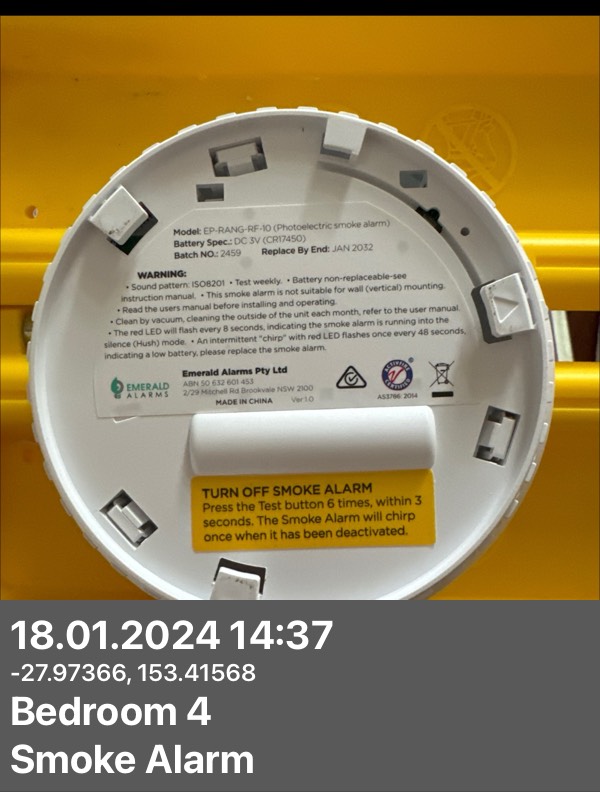 Model: EP-RANG-RF-10 (Photoelectric smoke alarm)
Battery Spec.: DC 3V (CR17450)
Batch NO.: 2459 Replace By End: JAN 2032
WARNING:
• Sound pattern: ISO8201 • Test weekly. • Battery non-replaceable-see
instruction manual. • This smoke alarm is not suitable for wall (vertical) mounting.
• Read the users manual before installing and operating.
• Clean by vacuum, cleaning the outside of the unit each month, refer to the user manual.
• The red LED will flash every 8 seconds, indicating the smoke alarm is running into the
silence (Hush) mode. • An intermittent "chirp" with red LED flashes once every 48 seconds,
indicating a low battery, please replace the smoke alarm.
EMERALD
ALARMS
Emerald Alarms Pty Ltd
ABN 50 632 601 453
2/29 Mitchell Rd Brookvale NSW 2100
MADE IN CHINA Ver1.0
AS3786: 2014
TURN OFF SMOKE ALARM
Press the Test button 6 times, within 3
seconds. The Smoke Alarm will chirp
once when it has been deactivated.
18.01.2024 14:37
-27.97366, 153.41568
Bedroom 4
Smoke Alarm